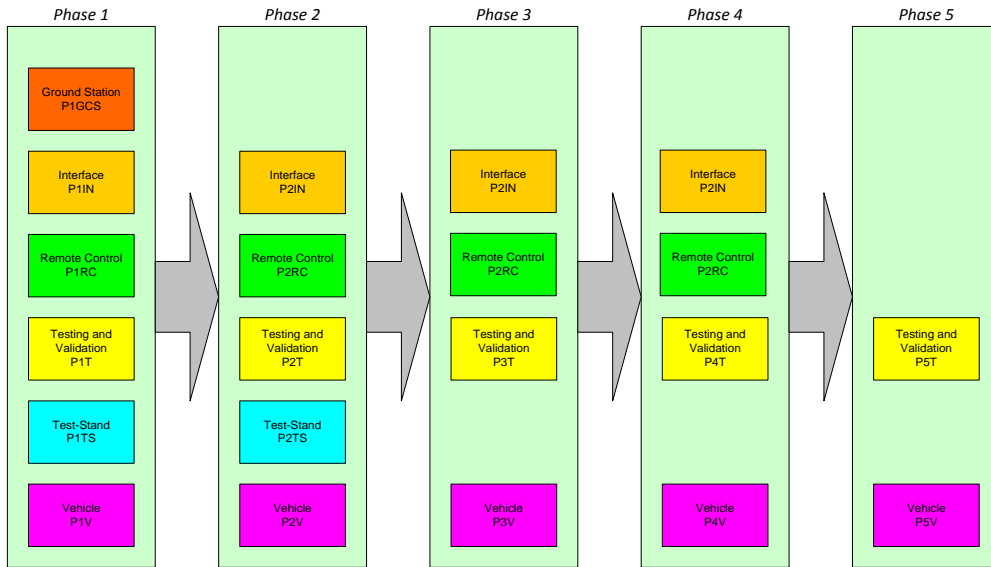 Phase 1
Phase 2
Phase 3
Phase 4
Phase 5
Ground Station
P1GCS
Interface
P1IN
Remote Control
P1RC
Testing and
Validation
P1T
Test-Stand
P1TS
Vehicle
P1V
Interface
P2IN
Remote Control
P2RC
Testing and
Validation
P2T
Test-Stand
P2TS
Vehicle
P2V
Interface
P2IN
Remote Control
P2RC
Testing and
Validation
P3T
Vehicle
P3V
Interface
P2IN
Remote Control
P2RC
Testing and
Validation
P4T
Vehicle
P4V
Testing and
Validation
P5T
Vehicle
P5V